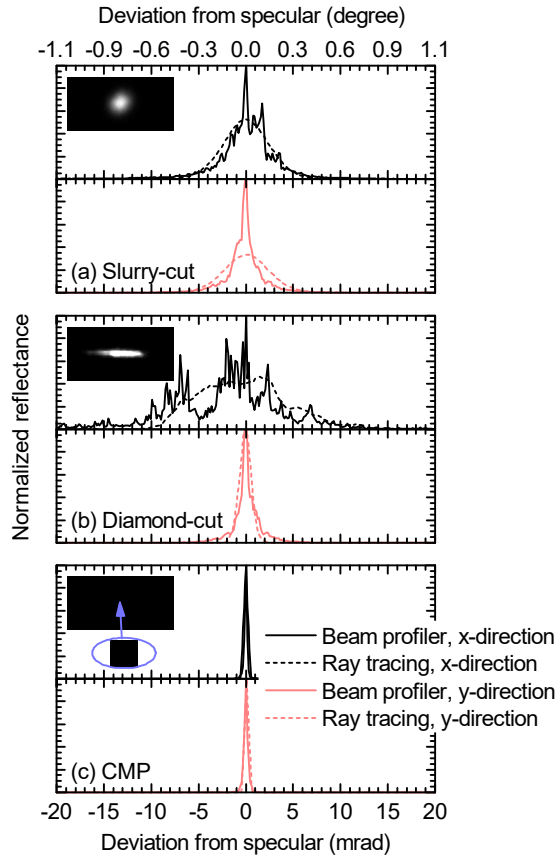 Deviation from specular (degree)
-1.1 -0.8 -0.6 -0.3 0.0 0.3 0.6 0.8 1.1
(a) Slurry-cut
Normalized reflectance
(b) Diamond-cut
Beam profiler, x-direction
Ray tracing, x-direction
Beam profiler, y-direction
Ray tracing, y-direction
(c) CMP
-20 -15 -10 -5 0 5 10 15 20
Deviation from specular (mrad)